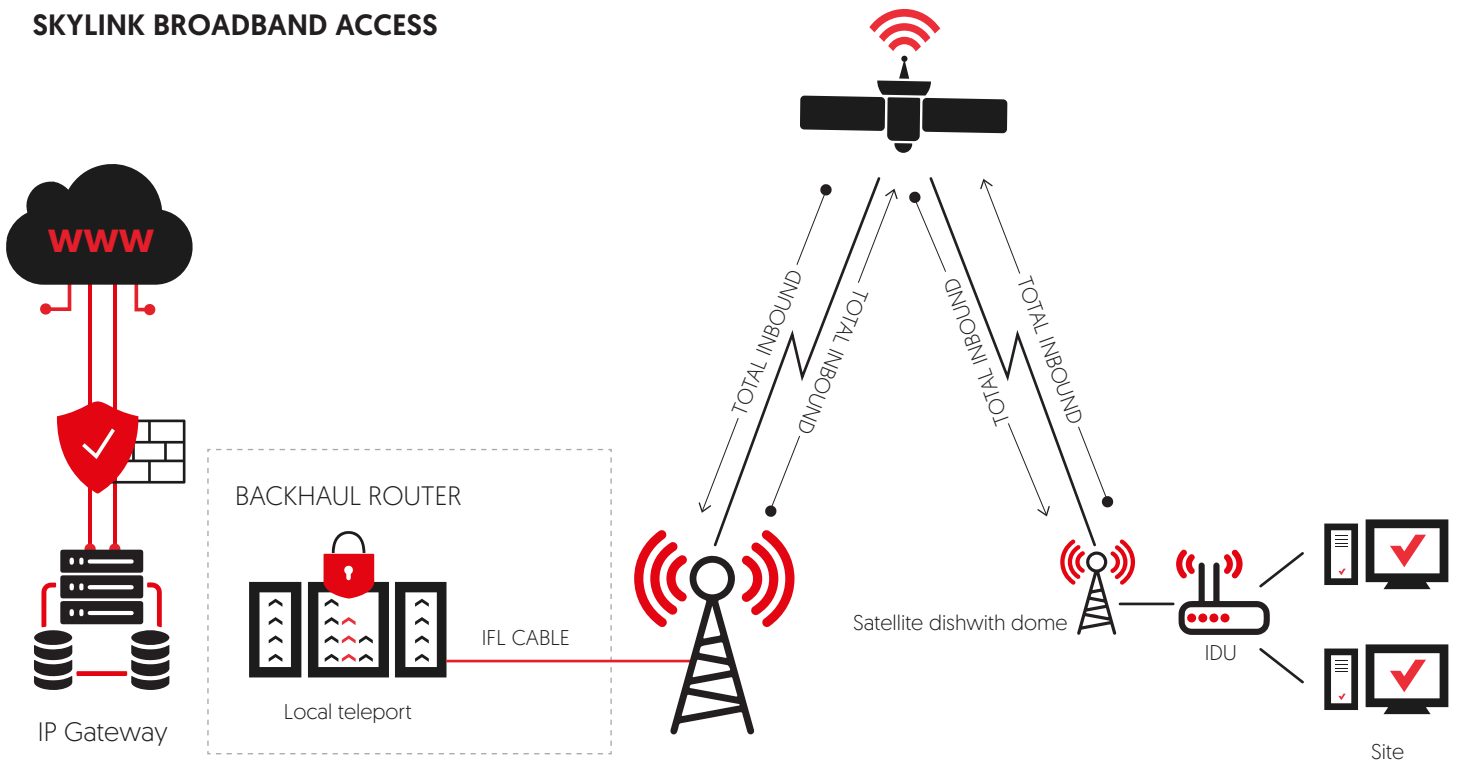 SKYLINK BROADBAND ACCESS
WWW
TOTAL INBOUND
TOTAL INBOUND
TOTAL INBOUND
TOTAL INBOUND
BACKHAUL ROUTER
IFL CABLE
Local teleport
IP Gateway
Satellite dishwith dome
IDU
Site